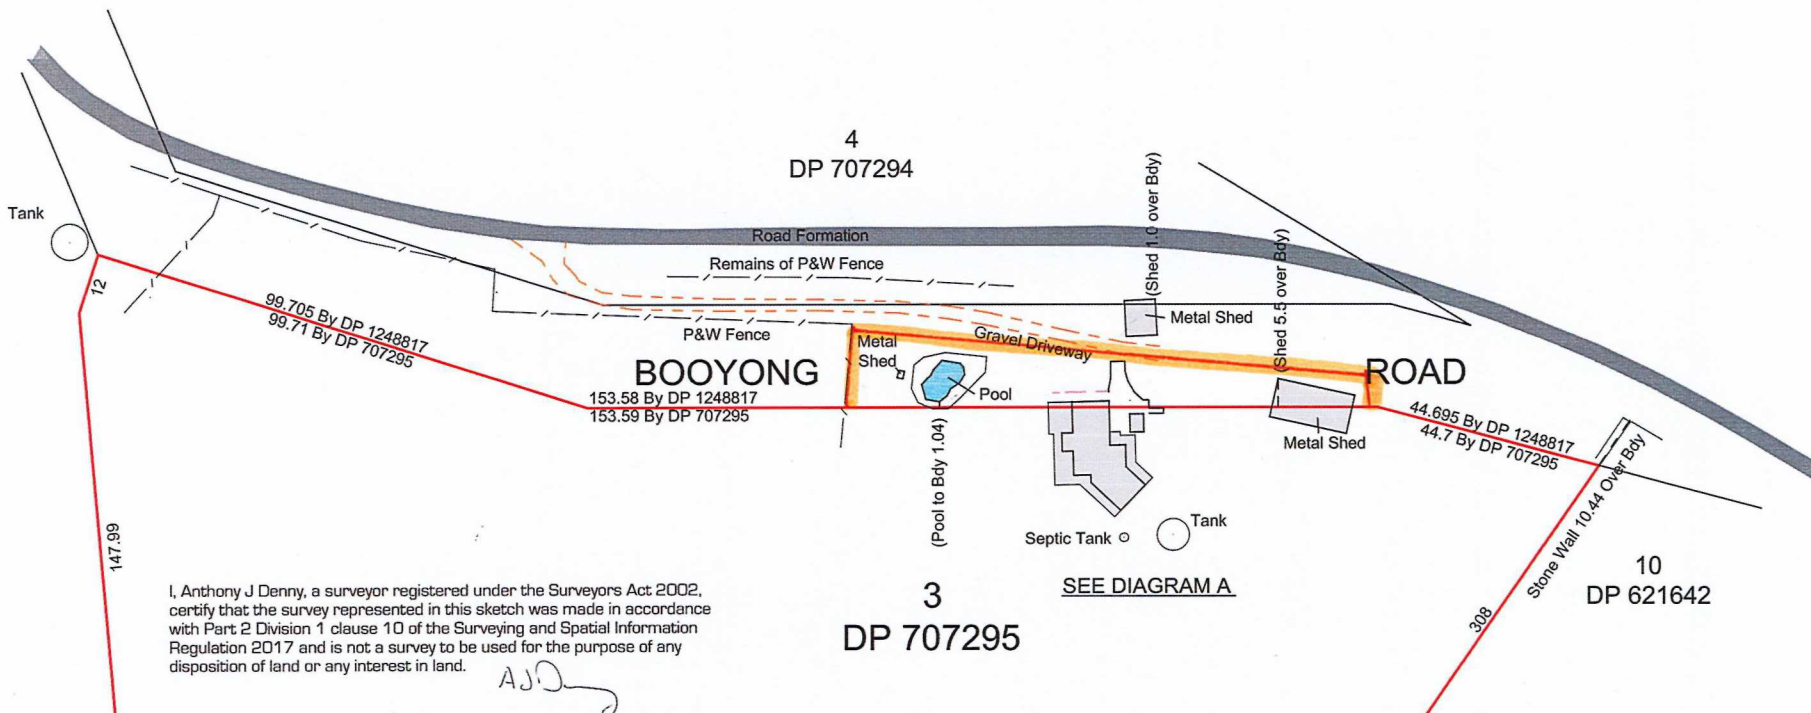 4
DP 707294
Tank
Road Formation
(Shed 1.0 over Bdy)
(Shed 5.5 over Bdy)
Remains of P&W Fence
12
99.705 By DP 1248817
99.71 By DP 707295
P&W Fence
Metal Shed
Metal
Shed
Gravel Driveway
BOOYONG
ROAD
153.58 By DP 1248817
153.59 By DP 707295
Pool
(Pool to Bdy 1.04)
Metal Shed
44.695 By DP 1248817
44.7 By DP 707295
Stone Wall 10.44 Over Bdy
147.99
Septic Tank
Tank
SEE DIAGRAM A
10
DP 621642
308
3
DP 707295
I, Anthony J Denny, a surveyor registered under the Surveyors Act 2002,
certify that the survey represented in this sketch was made in accordance
with Part 2 Division 1 clause 10 of the Surveying and Spatial Information
Regulation 2017 and is not a survey to be used for the purpose of any
disposition of land or any interest in land.